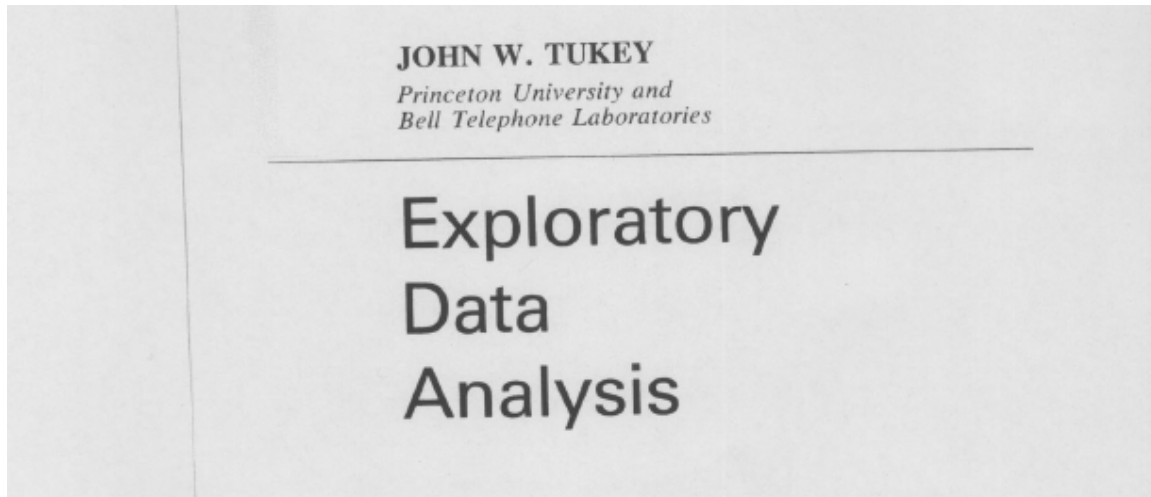 JOHN W. TUKEY
Princeton University and
Bell Telephone Laboratories
Exploratory
Data
Analysis